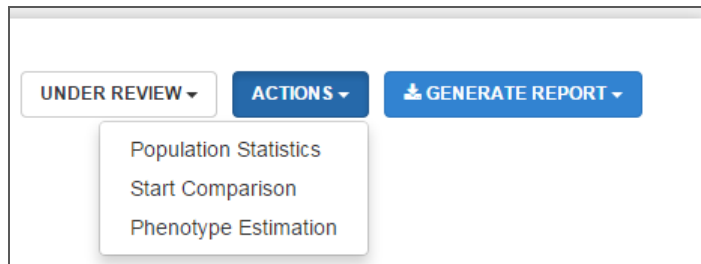 UNDER REVIEW
ACTIONS
GENERATE REPORT
Population Statistics
Start Comparison
Phenotype Estimation